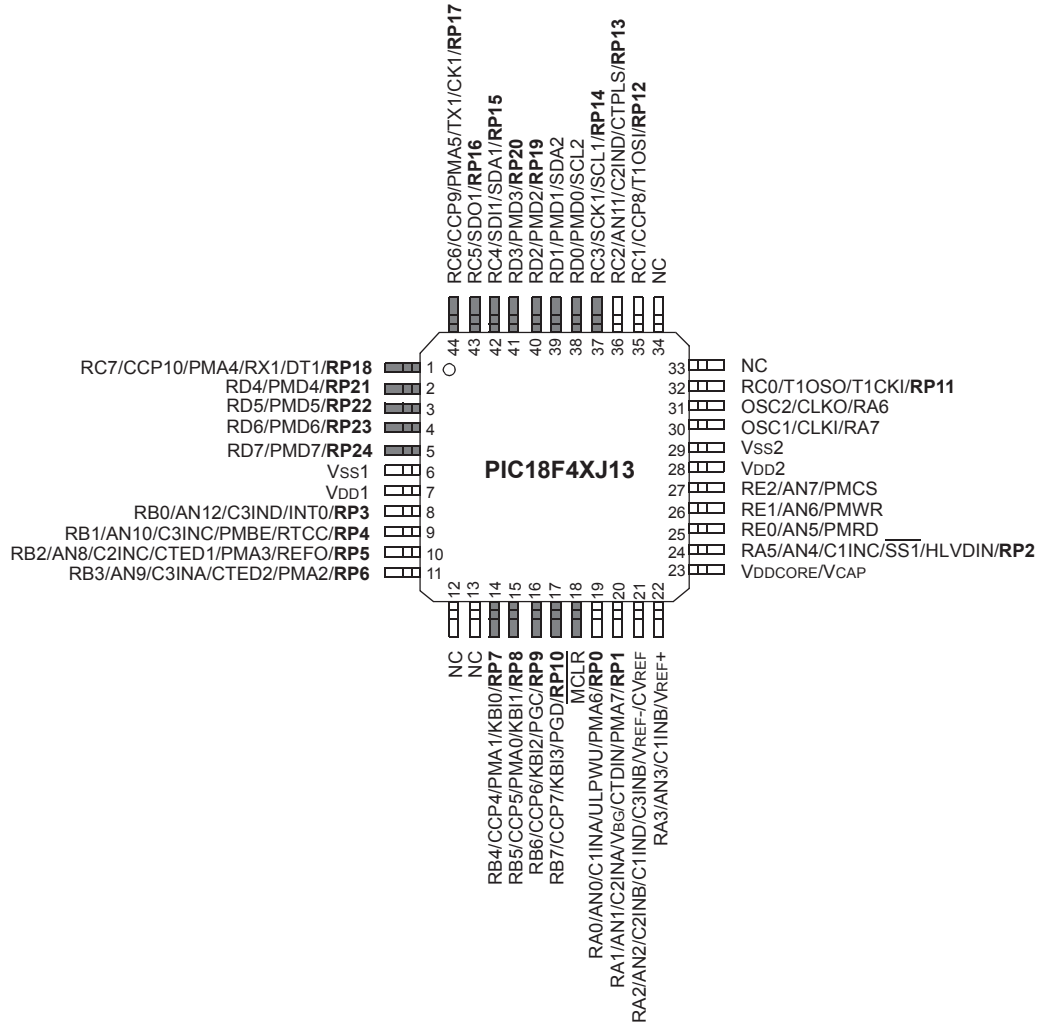 RC6/CCP9/PMA5/TX1/CK1/RP17
RC5/SDO1/RP16
RC4/SDI1/SDA1/RP15
RD3/PMD3/RP20
RD2/PMD2/RP19
RD1/PMD1/SDA2
RD0/PMD0/SCL2
RC3/SCK1/SCL1/RP14
RC2/AN11/C2IND/CTPLS/RP13
RC1/CCP8/T1OSI/RP12
NC
44
43
42
41
40
39
38
37
36
35
34
RC7/CCP10/PMA4/RX1/DT1/RP18 1
RD4/PMD4/RP21 2
RD5/PMD5/RP22 3
RD6/PMD6/RP23 4
RD7/PMD7/RP24 5
VSS1 6
VDD1 7
RB0/AN12/C3IND/INT0/RP3 8
RB1/AN10/C3INC/PMBE/RTCC/RP4 9
RB2/AN8/C2INC/CTED1/PMA3/REFO/RP5 10
RB3/AN9/C3INA/CTED2/PMA2/RP6 11
PIC18F4XJ13
33 NC
32 RC0/T1OSO/T1CKI/RP11
31 OSC2/CLKO/RA6
30 OSC1/CLKI/RA7
29 VSS2
28 VDD2
27 RE2/AN7/PMCS
26 RE1/AN6/PMWR
25 RE0/AN5/PMRD
24 RA5/AN4/C1INC/SS1/HLVDIN/RP2
23 VDDCORE/VCAP
12
13
14
15
16
17
18
19
20
21
22
NC
NC
RB4/CCP4/PMA1/KBI0/RP7
RB5/CCP5/PMA0/KBI1/RP8
RB6/CCP6/KBI2/PGC/RP9
RB7/CCP7/KBI3/PGD/RP10
MCLR
RA0/AN0/C1INA/ULPWU/PMA6/RP0
RA1/AN1/C2INA/VBG/CTDIN/PMA7/RP1
RA2/AN2/C2INB/C1IND/C3INB/VREF-/CVREF
RA3/AN3/C1INB/VREF+